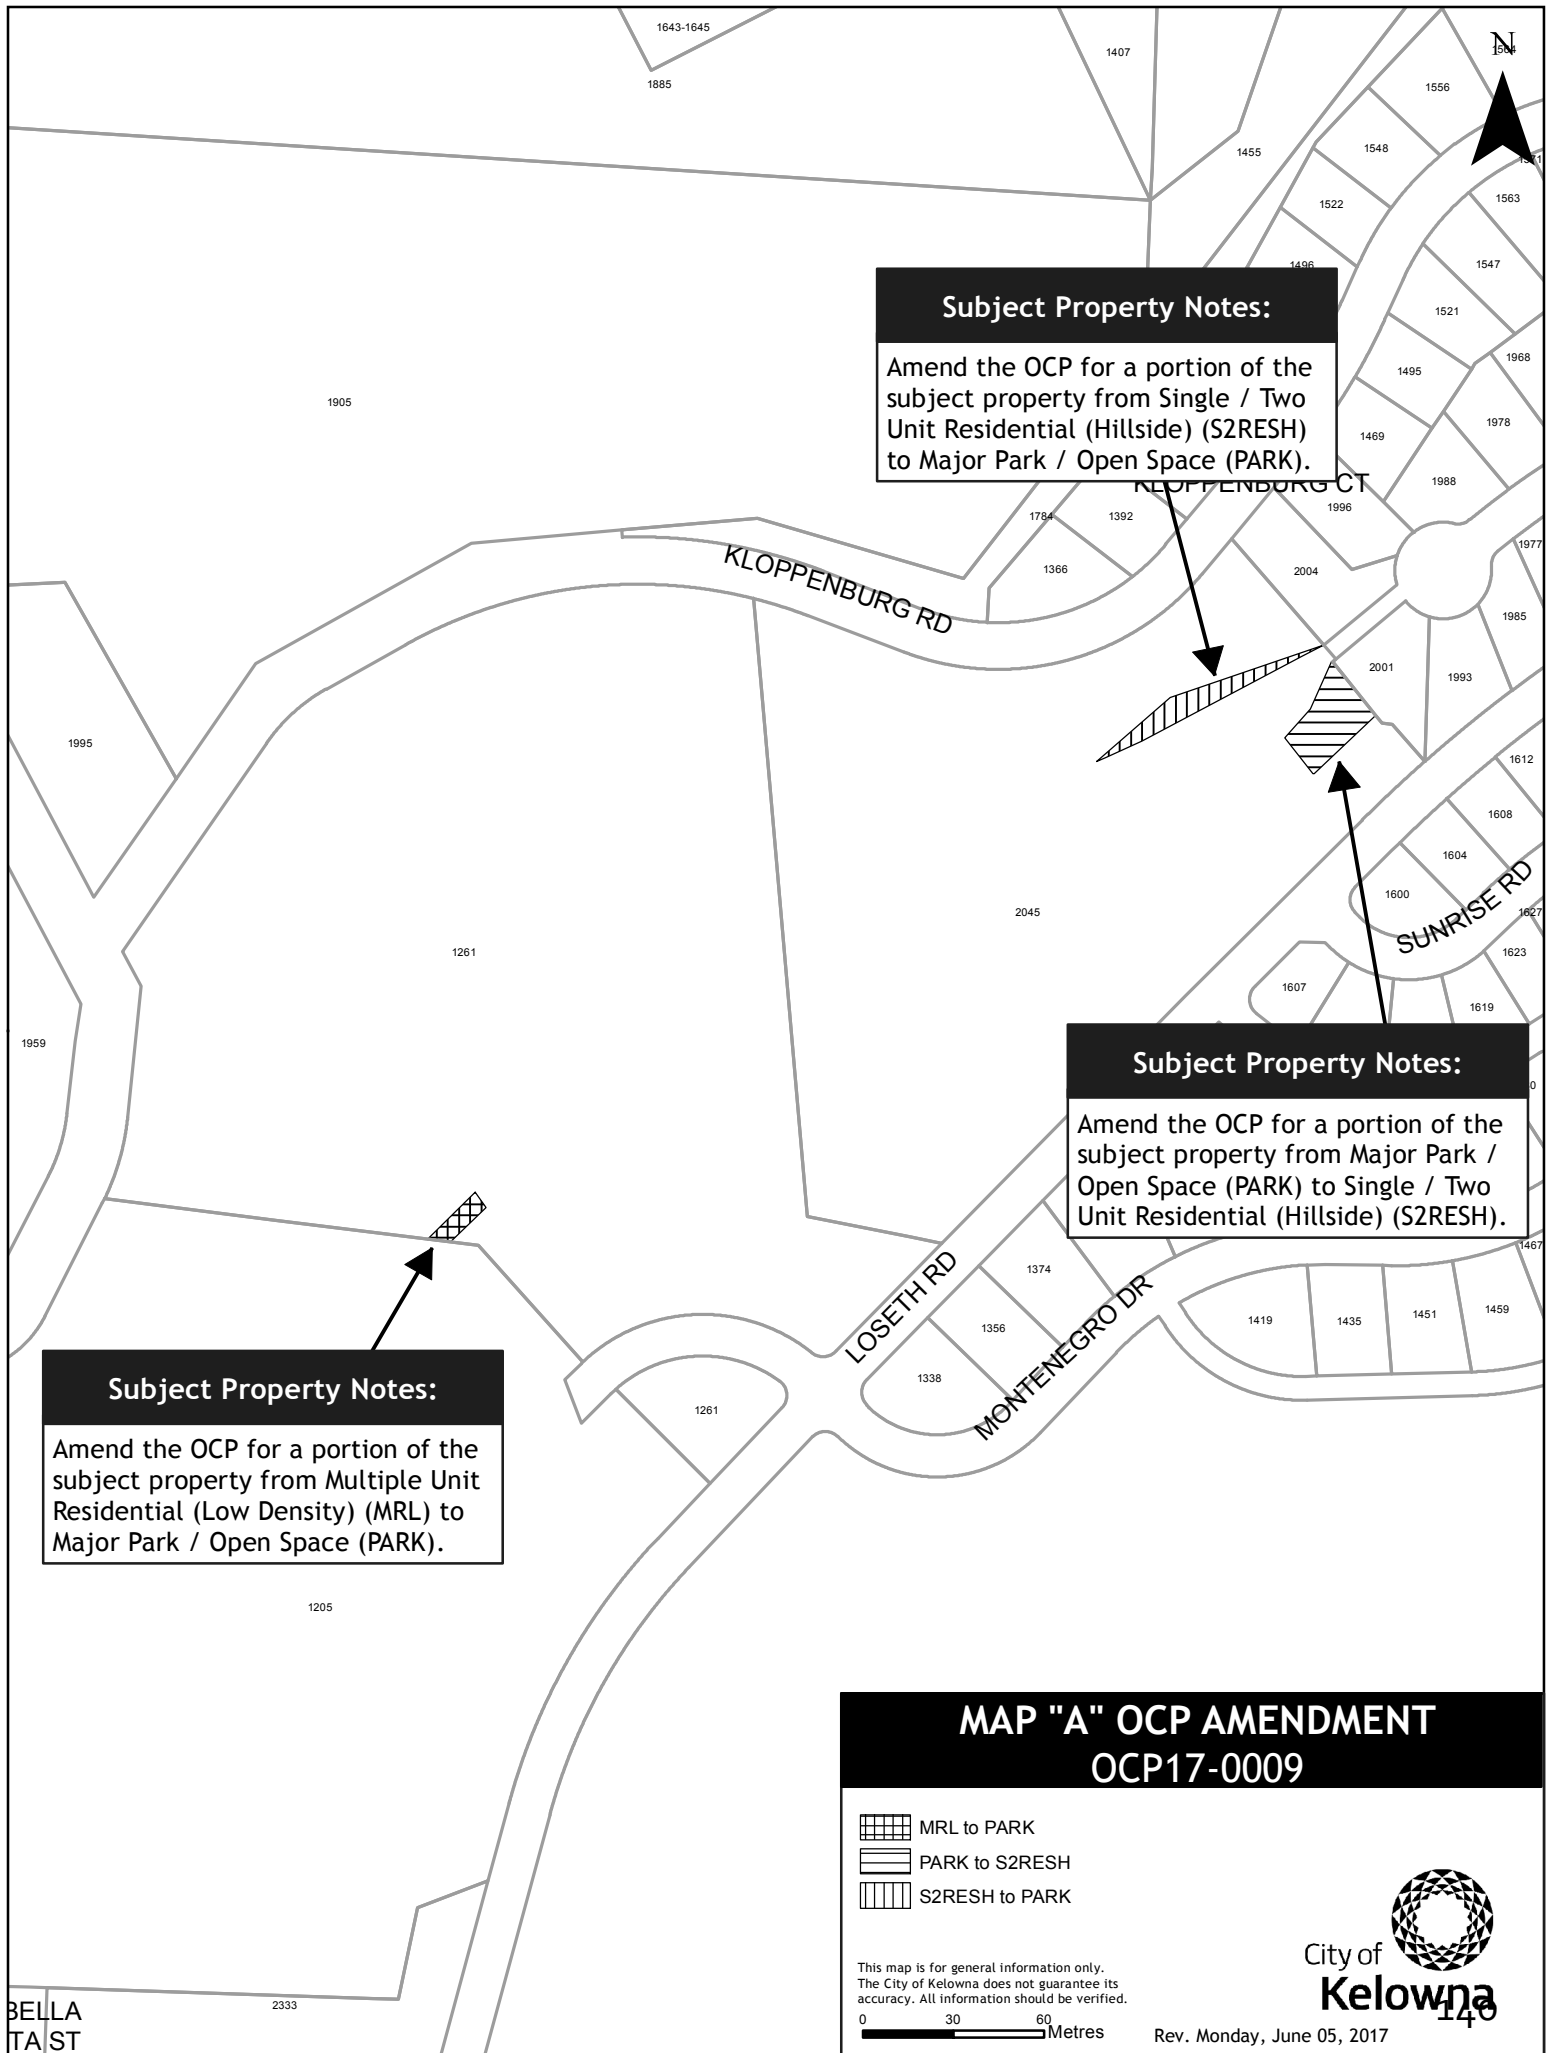 1643-1645
1885
1407
1455
N
1564
1556
1548
1571
1563
1522
1547
1496
1521
1968
1495
1978
1469
1988
1905
Subject Property Notes:
Amend the OCP for a portion of the
subject property from Single / Two
Unit Residential (Hillside) (S2RESH)
to Major Park / Open Space (PARK).
KLOPPENBURG CT
1996
1784
1392
1366
2004
1977
1985
KLOPPENBURG RD
2001
1993
1995
1612
1608
1604
1600
SUNRISE RD
1627
1623
2045
1261
1607
1619
1959
Subject Property Notes:
Amend the OCP for a portion of the
subject property from Major Park /
Open Space (PARK) to Single / Two
Unit Residential (Hillside) (S2RESH).
0
1467
1374
1356
1338
LOSETH RD
MONTENEGRO DR
1419
1435
1451
1459
Subject Property Notes:
Amend the OCP for a portion of the
subject property from Multiple Unit
Residential (Low Density) (MRL) to
Major Park / Open Space (PARK).
1261
1205
MAP "A" OCP AMENDMENT
OCP17-0009
MRL to PARK
PARK to S2RESH
S2RESH to PARK
This map is for general information only.
The City of Kelowna does not guarantee its
accuracy. All information should be verified.
0 30 60
Metres
City of
Kelowna
140
Rev. Monday, June 05, 2017
2333
BELLA
TA ST